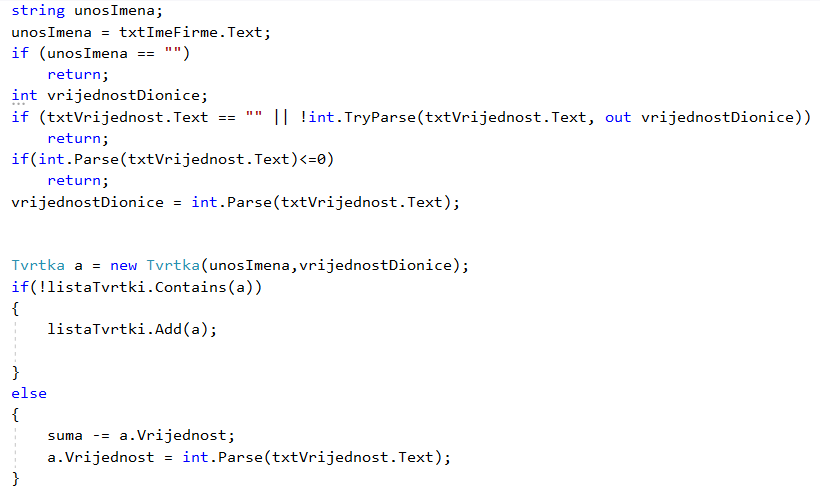 string unosImena;
unosImena = txtImeFirme.Text;
if (unosImena == "")
    return;
int vrijednostDionice;
if (txtVrijednost.Text == "" || !int.TryParse(txtVrijednost.Text, out vrijednostDionice))
    return;
if(int.Parse(txtVrijednost.Text)<=0)
    return;
vrijednostDionice = int.Parse(txtVrijednost.Text);
Tvrtka a = new Tvrtka(unosImena,vrijednostDionice);
if(!listaTvrtki.Contains(a))
{
    listaTvrtki.Add(a);
}
else
{
    suma -= a.Vrijednost;
    a.Vrijednost = int.Parse(txtVrijednost.Text);
}